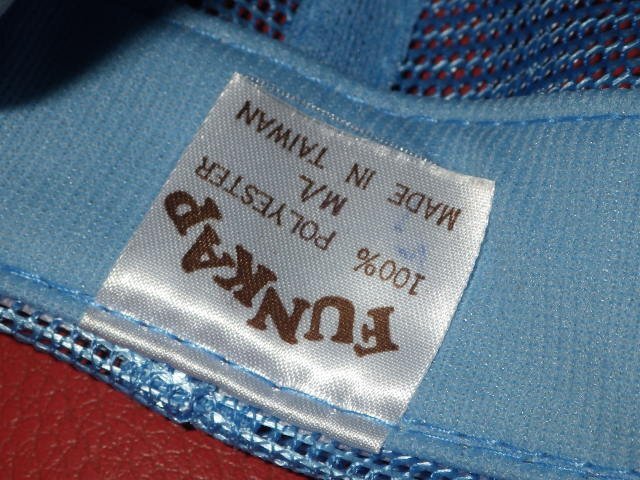 FUNKAP
100% POLYESTER
M/L
MADE IN TAIWAN